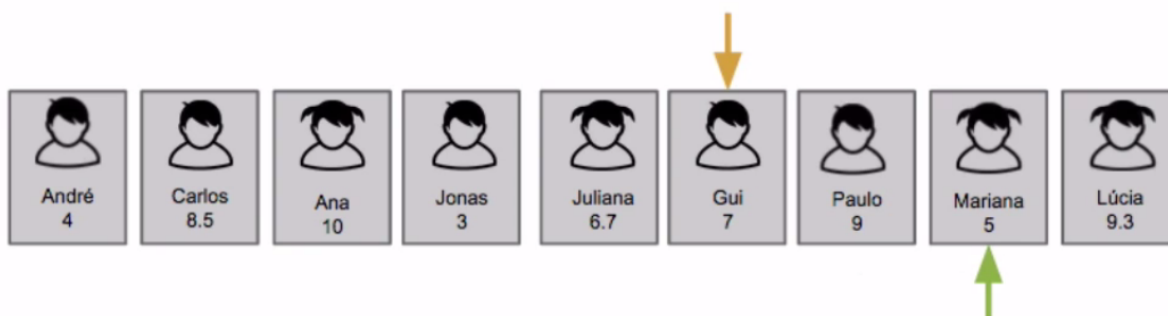 André
4
Carlos
8.5
Ana
10
Jonas
3
Juliana
6.7
Gui
7
Paulo
9
Mariana
5
Lúcia
9.3